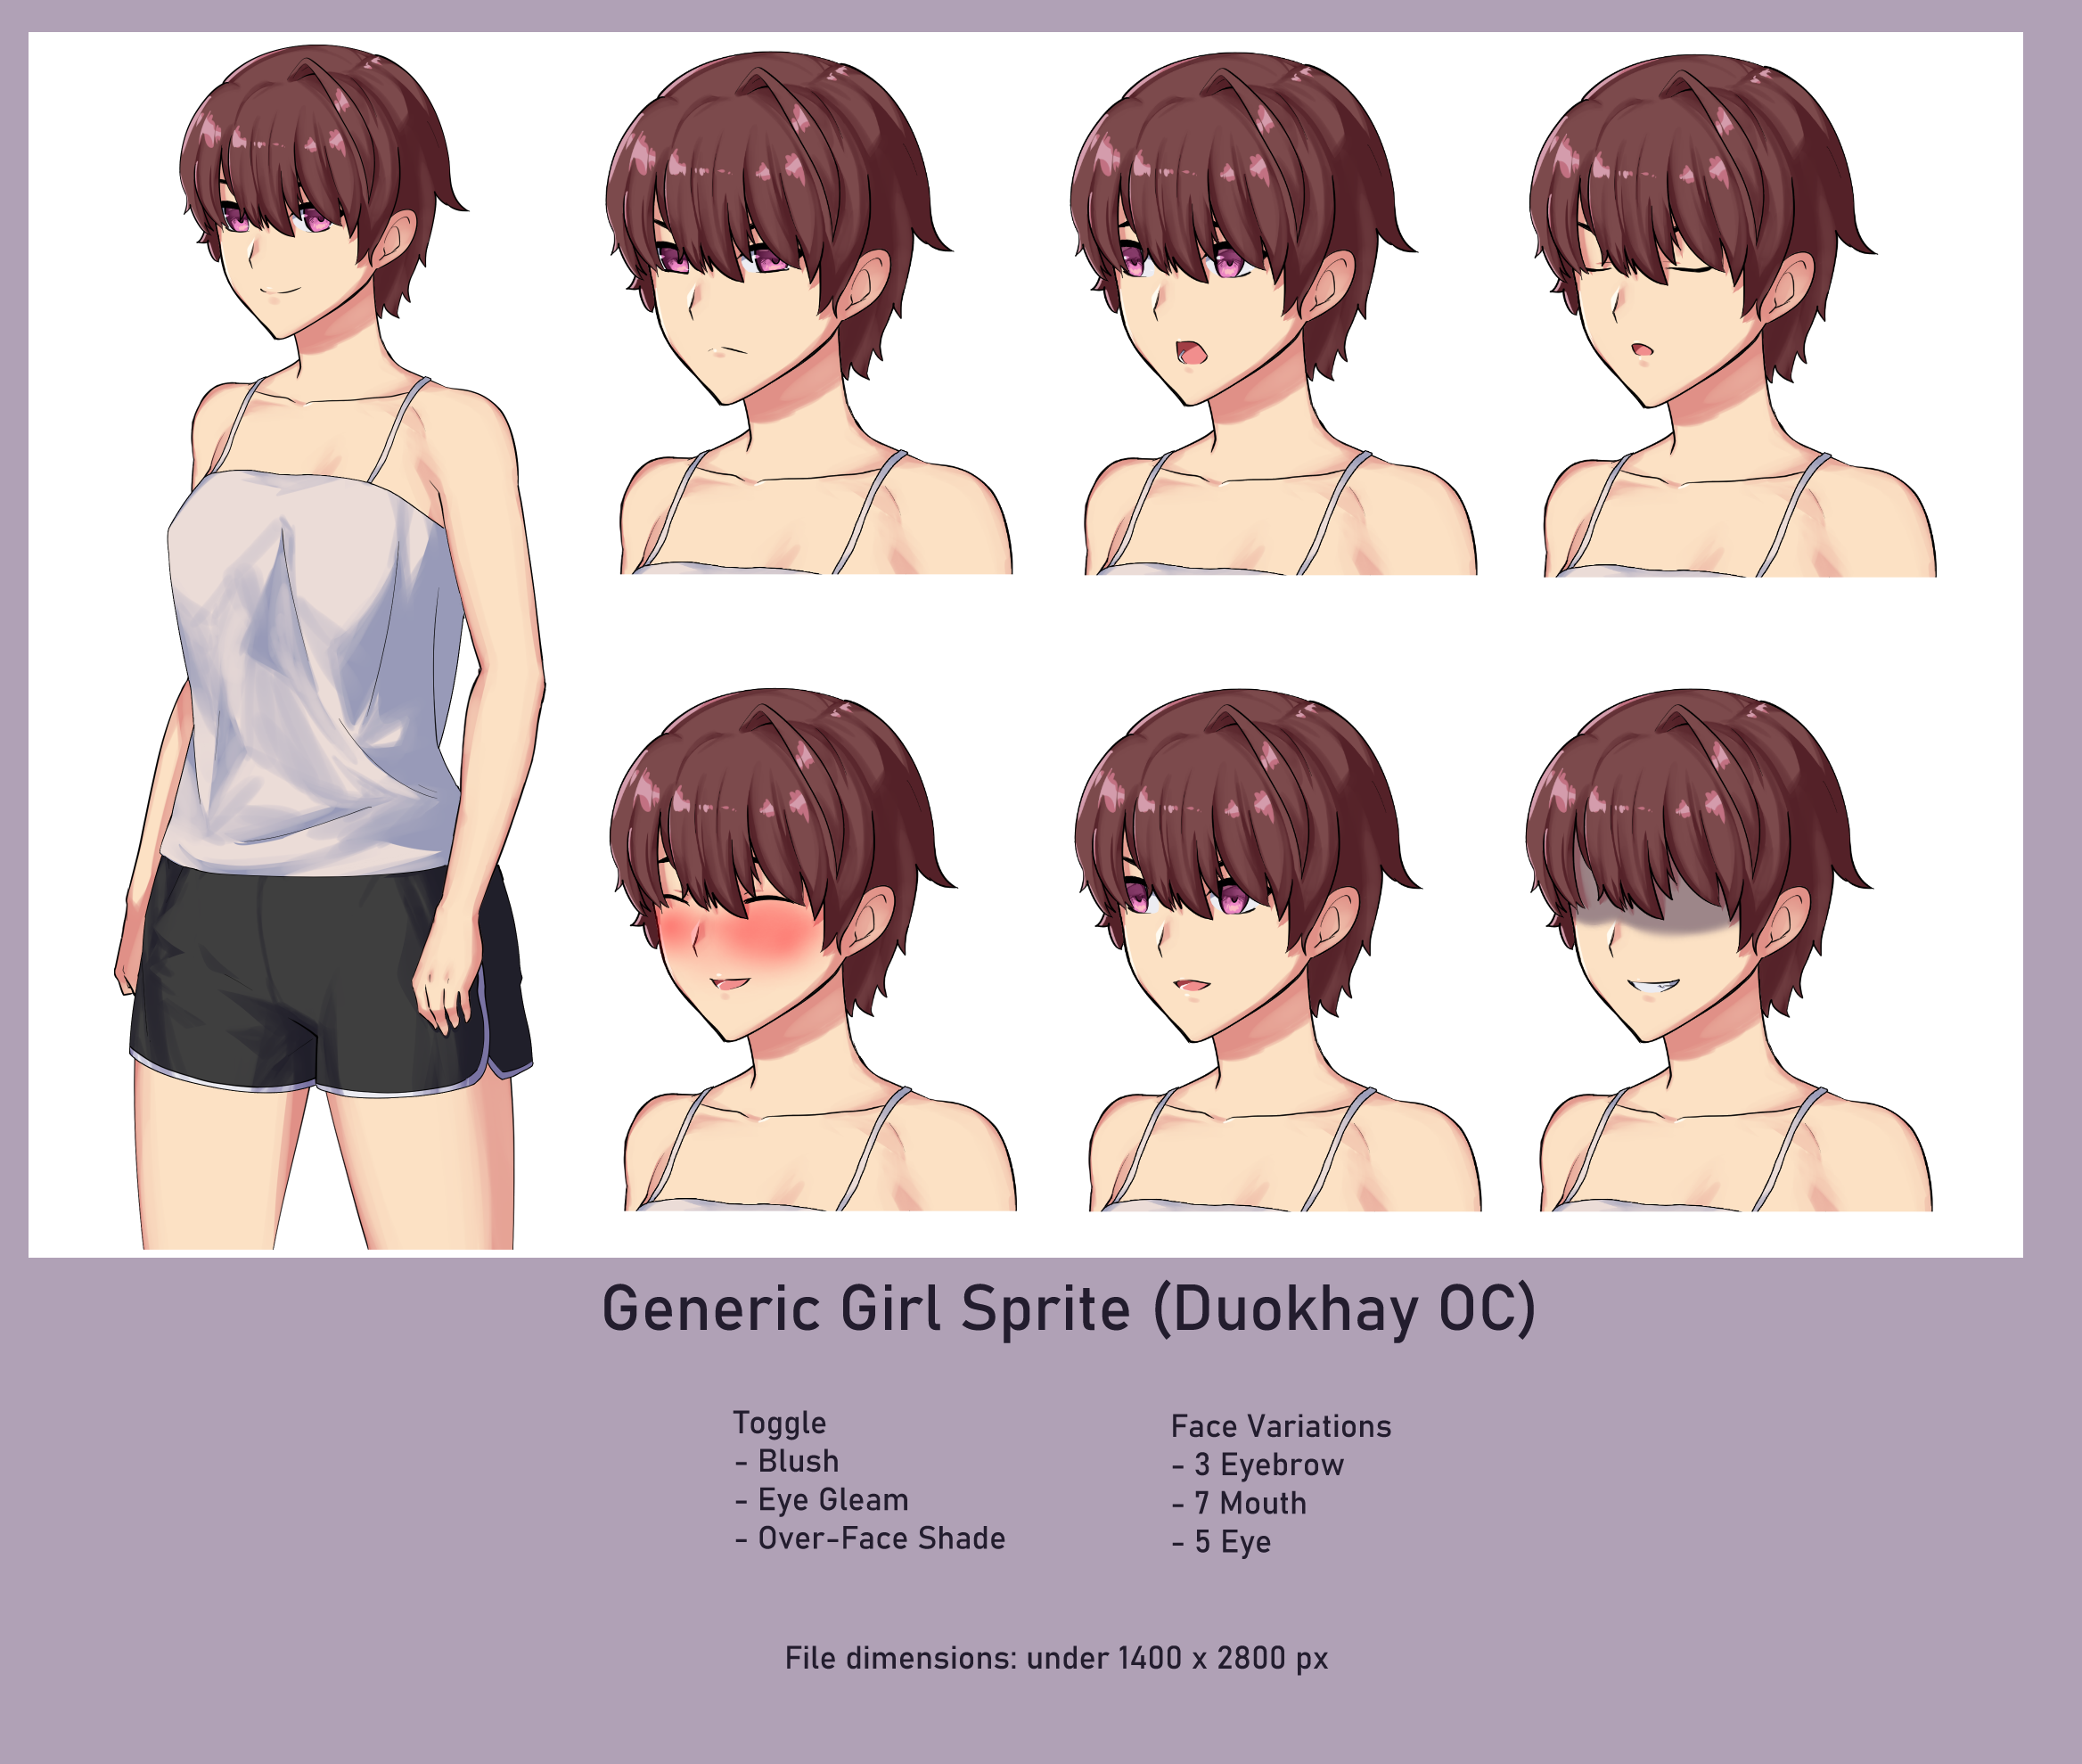 Generic Girl Sprite (Duokhay OC)
Toggle
- Blush
- Eye Gleam
- Over-Face Shade
Face Variations
- 3 Eyebrow
- 7 Mouth
- 5 Eye
File dimensions: under 1400 x 2800 px